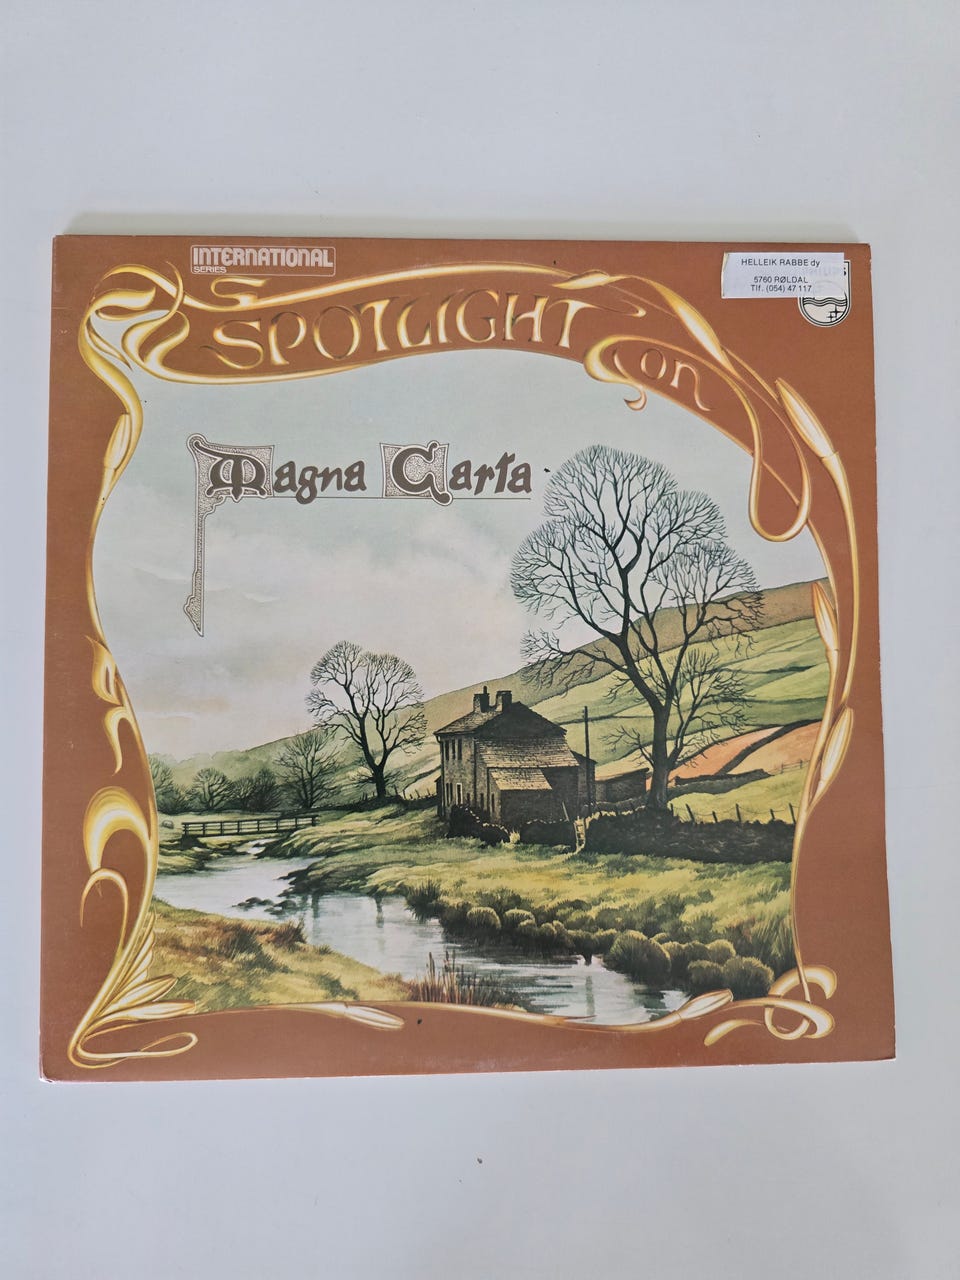 INTERNATIONAL
SERIES
SPOTLIGHT
on
HELLEIK RABBE dy
5760 RØLDAL
Tlf. (054) 47 117
Magna Carta